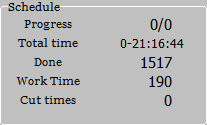 Schedule
Progress 0/0
Total time 0-21:16:44
Done 1517
Work Time 190
Cut times 0